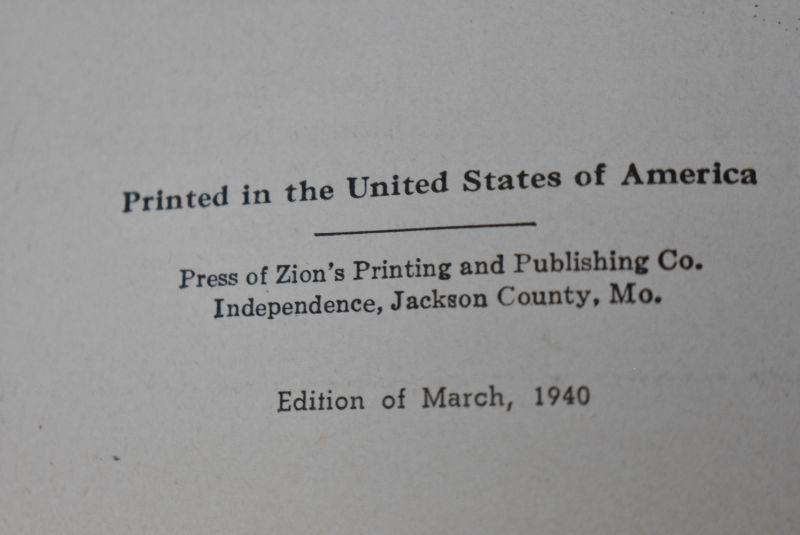 Printed in the United States of America
Press of Zion's Printing and Publishing Co.
Independence, Jackson County, Mo.
Edition of March, 1940